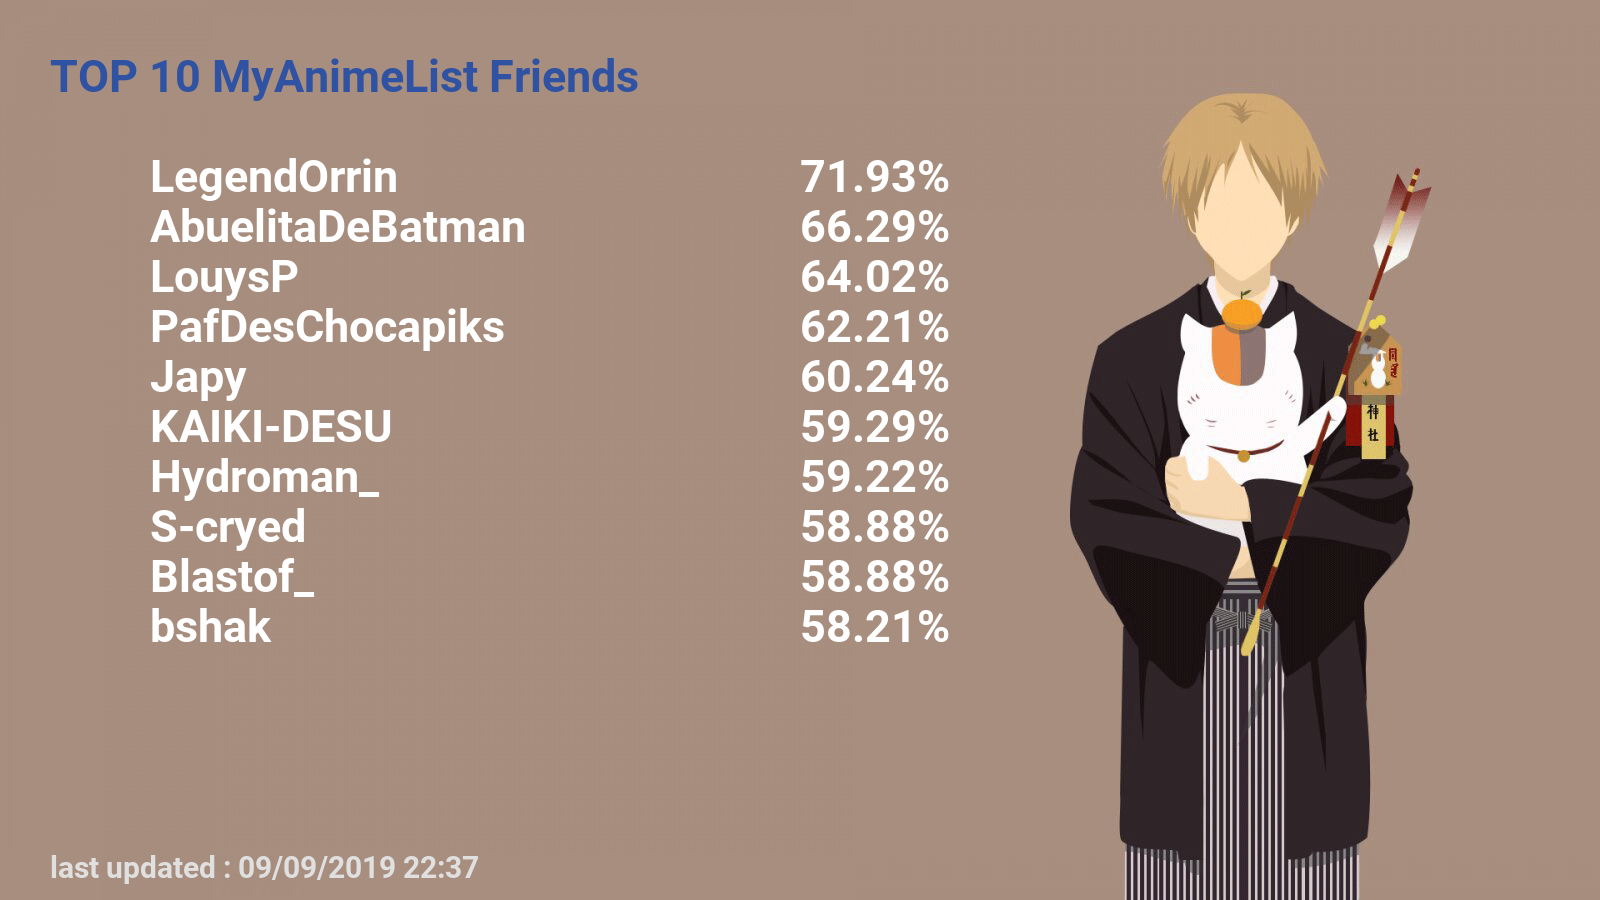 TOP 10 MyAnimeList Friends
LegendOrrin 71.93%
AbuelitaDeBatman 66.29%
LouysP 64.02%
PafDesChocapiks 62.21%
Japy 60.24%
KAIKI-DESU 59.29%
Hydroman_ 59.22%
S-cryed 58.88%
Blastof_ 58.88%
bshak 58.21%
神社
last updated : 09/09/2019 22:37